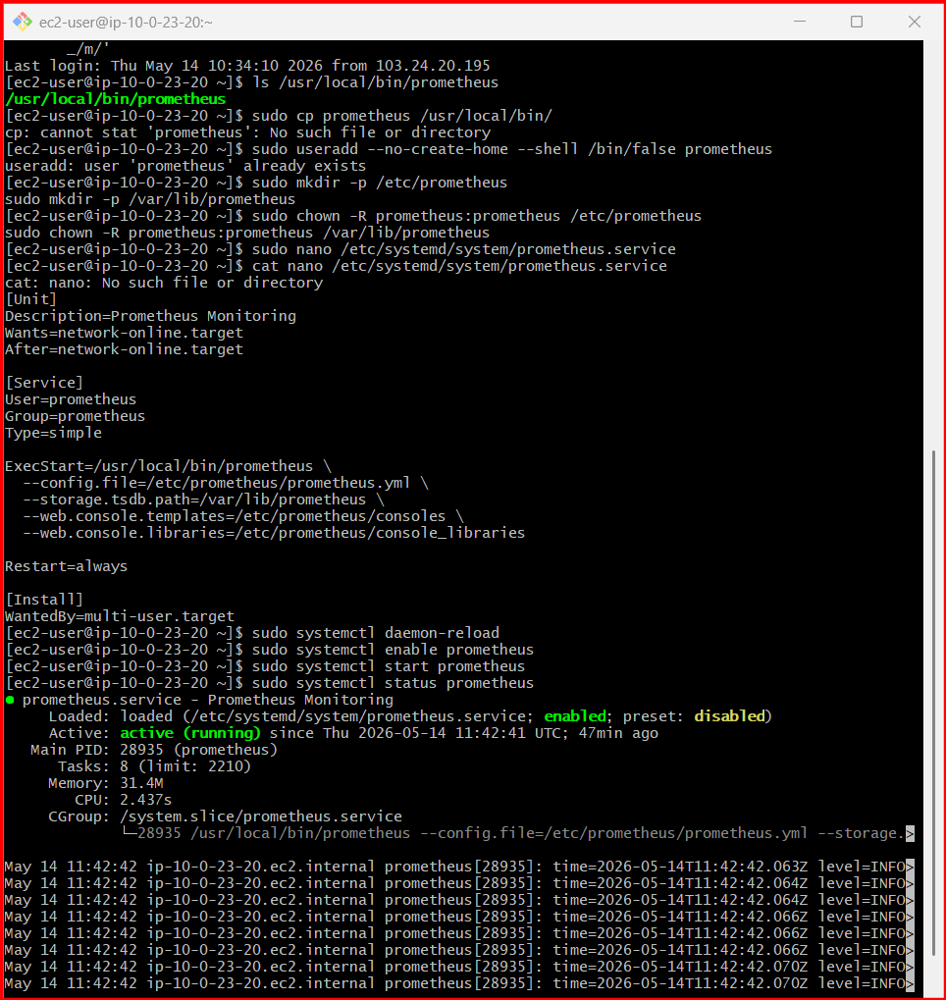 ec2-user@ip-10-0-23-20:~
_/m/'
Last login: Thu May 14 10:34:10 2026 from 103.24.20.195
[ec2-user@ip-10-0-23-20 ~]$ ls /usr/local/bin/prometheus
/usr/local/bin/prometheus
[ec2-user@ip-10-0-23-20 ~]$ sudo cp prometheus /usr/local/bin/
cp: cannot stat 'prometheus': No such file or directory
[ec2-user@ip-10-0-23-20 ~]$ sudo useradd --no-create-home --shell /bin/false prometheus
useradd: user 'prometheus' already exists
[ec2-user@ip-10-0-23-20 ~]$ sudo mkdir -p /etc/prometheus
sudo mkdir -p /var/lib/prometheus
[ec2-user@ip-10-0-23-20 ~]$ sudo chown -R prometheus:prometheus /etc/prometheus
sudo chown -R prometheus:prometheus /var/lib/prometheus
[ec2-user@ip-10-0-23-20 ~]$ sudo nano /etc/systemd/system/prometheus.service
[ec2-user@ip-10-0-23-20 ~]$ cat nano /etc/systemd/system/prometheus.service
cat: nano: No such file or directory
[Unit]
Description=Prometheus Monitoring
Wants=network-online.target
After=network-online.target

[Service]
User=prometheus
Group=prometheus
Type=simple

ExecStart=/usr/local/bin/prometheus \
  --config.file=/etc/prometheus/prometheus.yml \
  --storage.tsdb.path=/var/lib/prometheus \
  --web.console.templates=/etc/prometheus/consoles \
  --web.console.libraries=/etc/prometheus/console_libraries

Restart=always

[Install]
WantedBy=multi-user.target
[ec2-user@ip-10-0-23-20 ~]$ sudo systemctl daemon-reload
[ec2-user@ip-10-0-23-20 ~]$ sudo systemctl enable prometheus
[ec2-user@ip-10-0-23-20 ~]$ sudo systemctl start prometheus
[ec2-user@ip-10-0-23-20 ~]$ sudo systemctl status prometheus
● prometheus.service - Prometheus Monitoring
     Loaded: loaded (/etc/systemd/system/prometheus.service; enabled; preset: disabled)
     Active: active (running) since Thu 2026-05-14 11:42:41 UTC; 47min ago
   Main PID: 28935 (prometheus)
      Tasks: 8 (limit: 2210)
     Memory: 31.4M
        CPU: 2.437s
     CGroup: /system.slice/prometheus.service
             └─28935 /usr/local/bin/prometheus --config.file=/etc/prometheus/prometheus.yml --storage.>

May 14 11:42:42 ip-10-0-23-20.ec2.internal prometheus[28935]: time=2026-05-14T11:42:42.063Z level=INFO>
May 14 11:42:42 ip-10-0-23-20.ec2.internal prometheus[28935]: time=2026-05-14T11:42:42.064Z level=INFO>
May 14 11:42:42 ip-10-0-23-20.ec2.internal prometheus[28935]: time=2026-05-14T11:42:42.064Z level=INFO>
May 14 11:42:42 ip-10-0-23-20.ec2.internal prometheus[28935]: time=2026-05-14T11:42:42.066Z level=INFO>
May 14 11:42:42 ip-10-0-23-20.ec2.internal prometheus[28935]: time=2026-05-14T11:42:42.066Z level=INFO>
May 14 11:42:42 ip-10-0-23-20.ec2.internal prometheus[28935]: time=2026-05-14T11:42:42.066Z level=INFO>
May 14 11:42:42 ip-10-0-23-20.ec2.internal prometheus[28935]: time=2026-05-14T11:42:42.070Z level=INFO>
May 14 11:42:42 ip-10-0-23-20.ec2.internal prometheus[28935]: time=2026-05-14T11:42:42.070Z level=INFO>